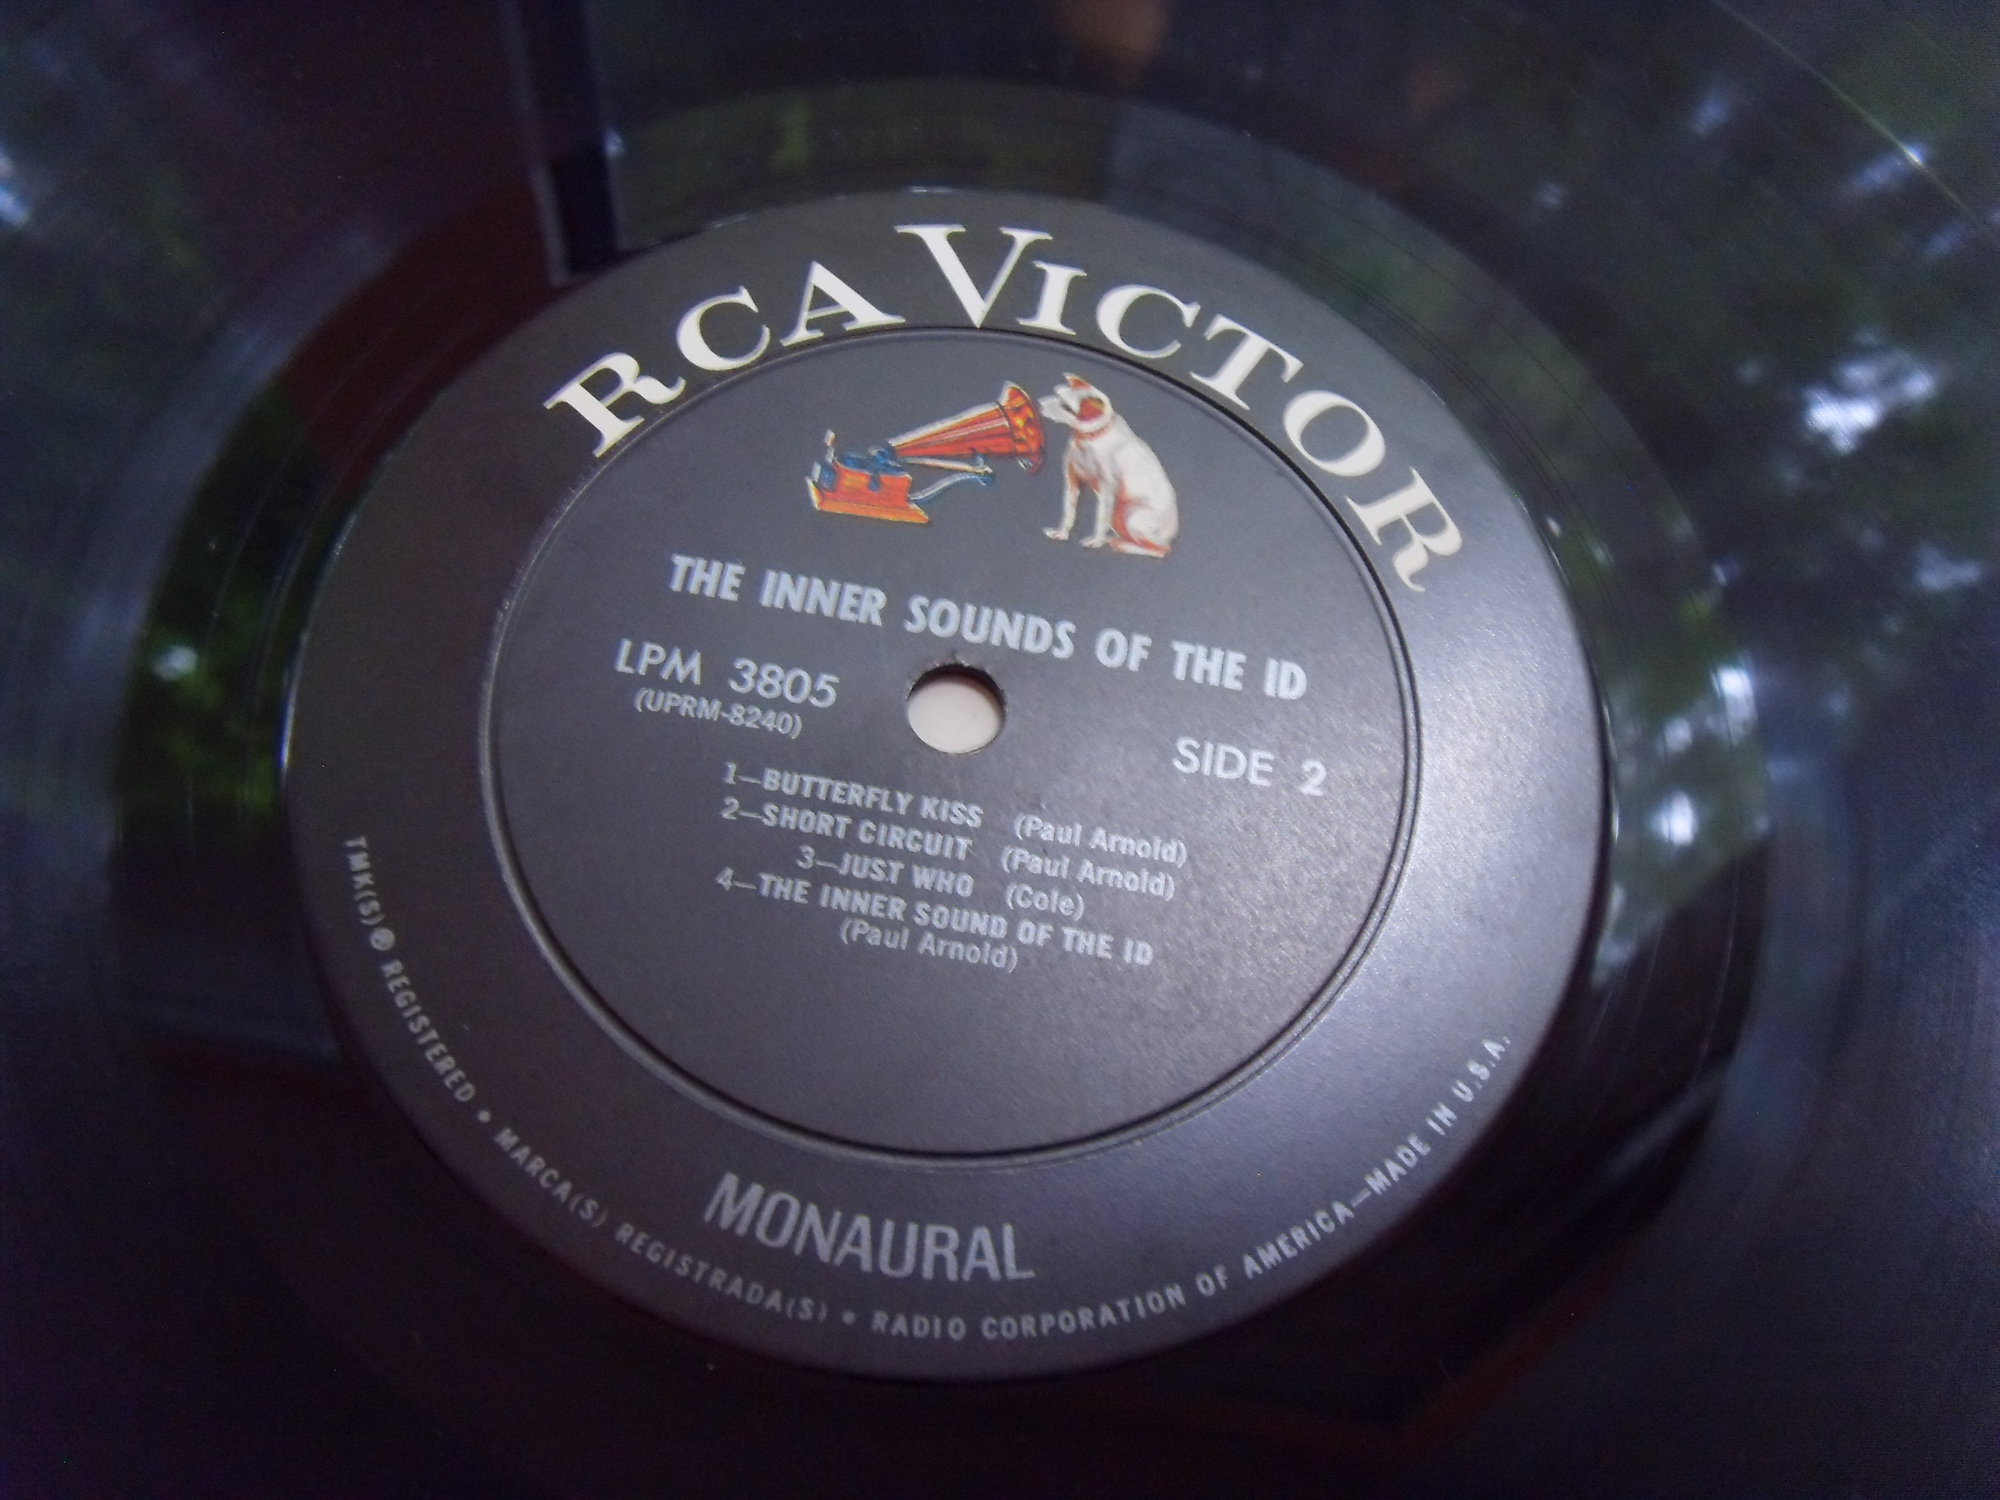 RCA VICTOR
THE INNER SOUNDS OF THE ID
LPM 3805
(UPRM-8240)
SIDE 2
1—BUTTERFLY KISS (Paul Arnold)
2—SHORT CIRCUIT (Paul Arnold)
3—JUST WHO (Cole)
4—THE INNER SOUND OF THE ID
(Paul Arnold)
MONAURAL
TMK(S) ® REGISTERED • MARCA(S) REGISTRADA(S) • RADIO CORPORATION OF AMERICA—MADE IN U.S.A.